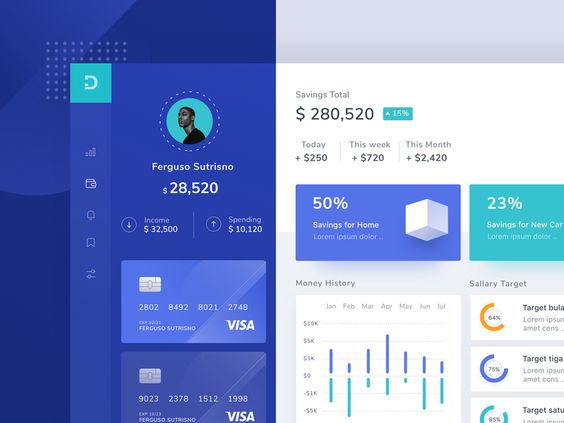 D
Ferguso Sutrisno
$ 28,520
Income
$ 32,500
Spending
$ 10,120
2802 8492 8021 2748
FERGUSO SUTRISNO
VISA
9023 2378 1512 1998
EXP 10/23
FERGUSO SUTRISNO
VISA
Savings Total
$ 280,520
15%
Today
+ $250
This week
+ $720
This Month
+ $2,420
50%
Savings for Home
Lorem ipsum dolor ..
23%
Savings for New Car
Lorem ipsum dolor ..
Money History
Jan Feb Mar Apr May Jun Jul
$10K
$5K
$1K
$0
-$1K
-$5K
Sallary Target
64%
Target bula
Lorem ipsum
amet cons ..
75%
Target tiga
Lorem ipsum
amet cons ..
85%
Target satu
Lorem ipsum